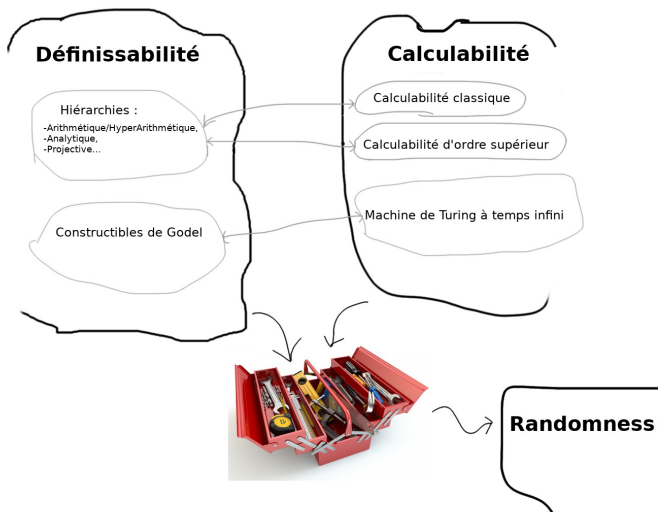 Définissabilité
Hiérarchies :
-Arithmétique/HyperArithmétique,
-Analytique,
-Projective...
Constructibles de Godel
Calculabilité
Calculabilité classique
Calculabilité d'ordre supérieur
Machine de Turing à temps infini
Randomness